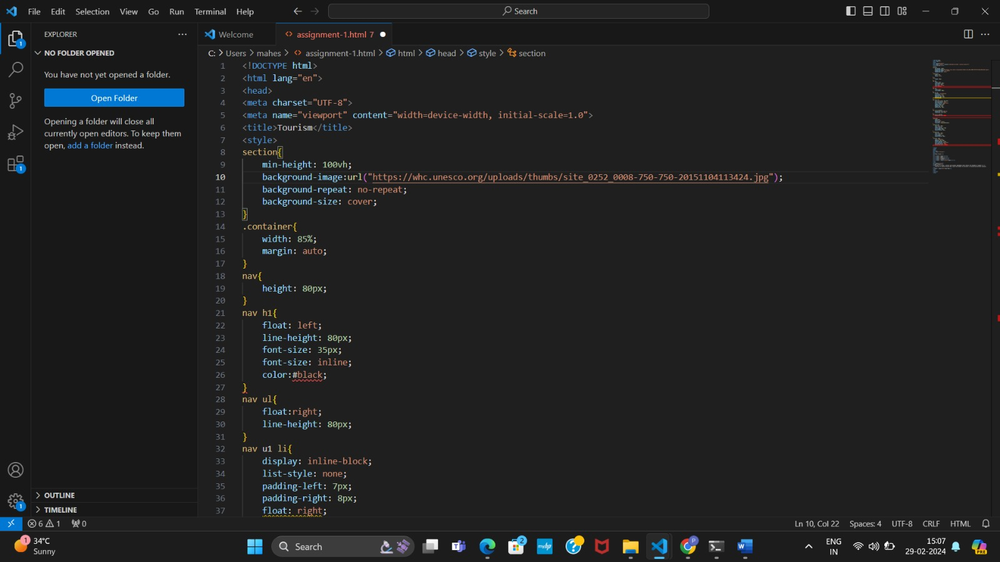 File Edit Selection View Go Run Terminal Help
Search
EXPLORER
Welcome
assignment-1.html 7
1
NO FOLDER OPENED
C: > Users > mahes > assignment-1.html > html > head > style > section
You have not yet opened a folder.
Open Folder
Opening a folder will close all
currently open editors. To keep them
open, add a folder instead.
1
1 <!DOCTYPE html>
2 <html lang="en">
3 <head>
4 <meta charset="UTF-8">
5 <meta name="viewport" content="width=device-width, initial-scale=1.0">
6 <title>Tourism</title>
7 <style>
8 section{
9 min-height: 100vh;
10 background-image:url("https://whc.unesco.org/uploads/thumbs/site_0252_0008-750-750-20151104113424.jpg");
11 background-repeat: no-repeat;
12 background-size: cover;
13 }
14 .container{
15 width: 85%;
16 margin: auto;
17 }
18 nav{
19 height: 80px;
20 }
21 nav h1{
22 float: left;
23 line-height: 80px;
24 font-size: 35px;
25 font-size: inline;
26 color:#black;
27 }
28 nav ul{
29 float:right;
30 line-height: 80px;
31 }
32 nav u1 li{
33 display: inline-block;
34 list-style: none;
35 padding-left: 7px;
36 padding-right: 8px;
37 float: right;
OUTLINE
1
TIMELINE
6 1 0
Ln 10, Col 22 Spaces: 4 UTF-8 CRLF HTML
1
34°C
Sunny
Search
2
P
ENG
IN
15:07
29-02-2024